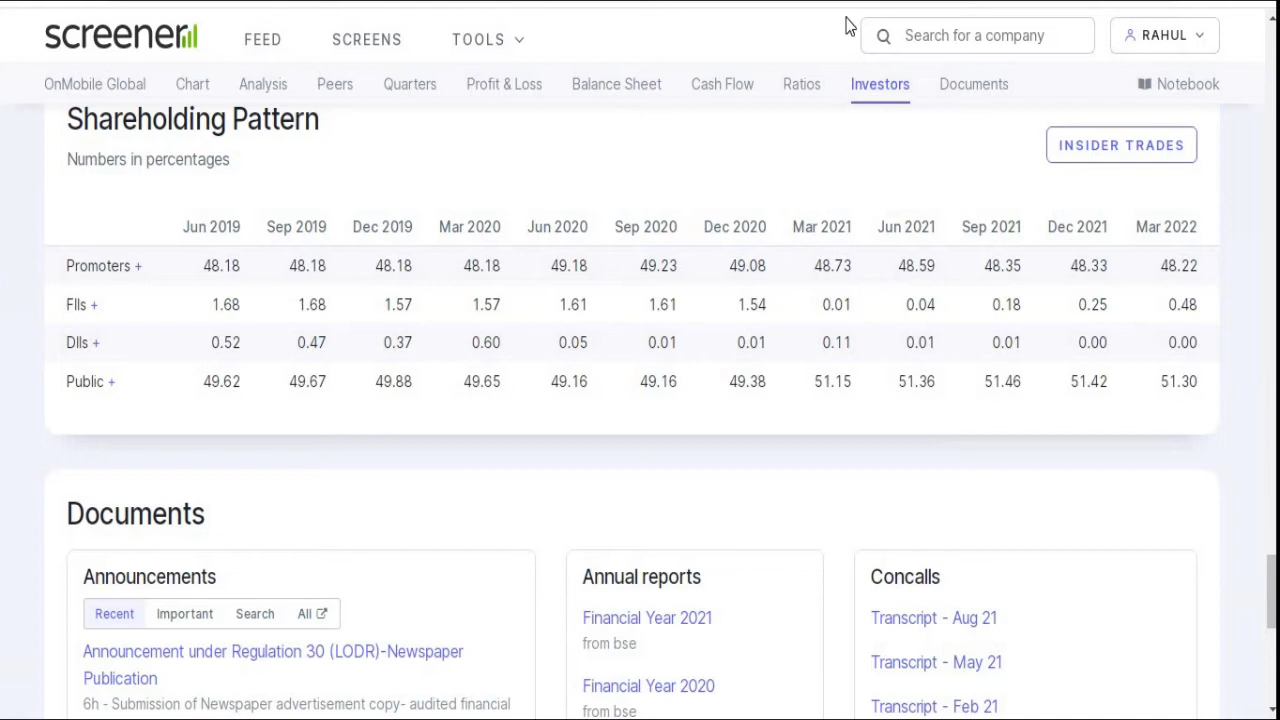 screener FEED SCREENS TOOLS Search for a company RAHUL
OnMobile Global Chart Analysis Peers Quarters Profit & Loss Balance Sheet Cash Flow Ratios Investors Documents Notebook
Shareholding Pattern
Numbers in percentages
INSIDER TRADES
Jun 2019 Sep 2019 Dec 2019 Mar 2020 Jun 2020 Sep 2020 Dec 2020 Mar 2021 Jun 2021 Sep 2021 Dec 2021 Mar 2022
Promoters + 48.18 48.18 48.18 48.18 49.18 49.23 49.08 48.73 48.59 48.35 48.33 48.22
FIIs + 1.68 1.68 1.57 1.57 1.61 1.61 1.54 0.01 0.04 0.18 0.25 0.48
DIIs + 0.52 0.47 0.37 0.60 0.05 0.01 0.01 0.11 0.01 0.01 0.00 0.00
Public + 49.62 49.67 49.88 49.65 49.16 49.16 49.38 51.15 51.36 51.46 51.42 51.30
Documents
Announcements
Recent Important Search All
Announcement under Regulation 30 (LODR)-Newspaper
Publication
6h - Submission of Newspaper advertisement copy- audited financial
Annual reports
Financial Year 2021
from bse
Financial Year 2020
from bse
Concalls
Transcript - Aug 21
Transcript - May 21
Transcript - Feb 21